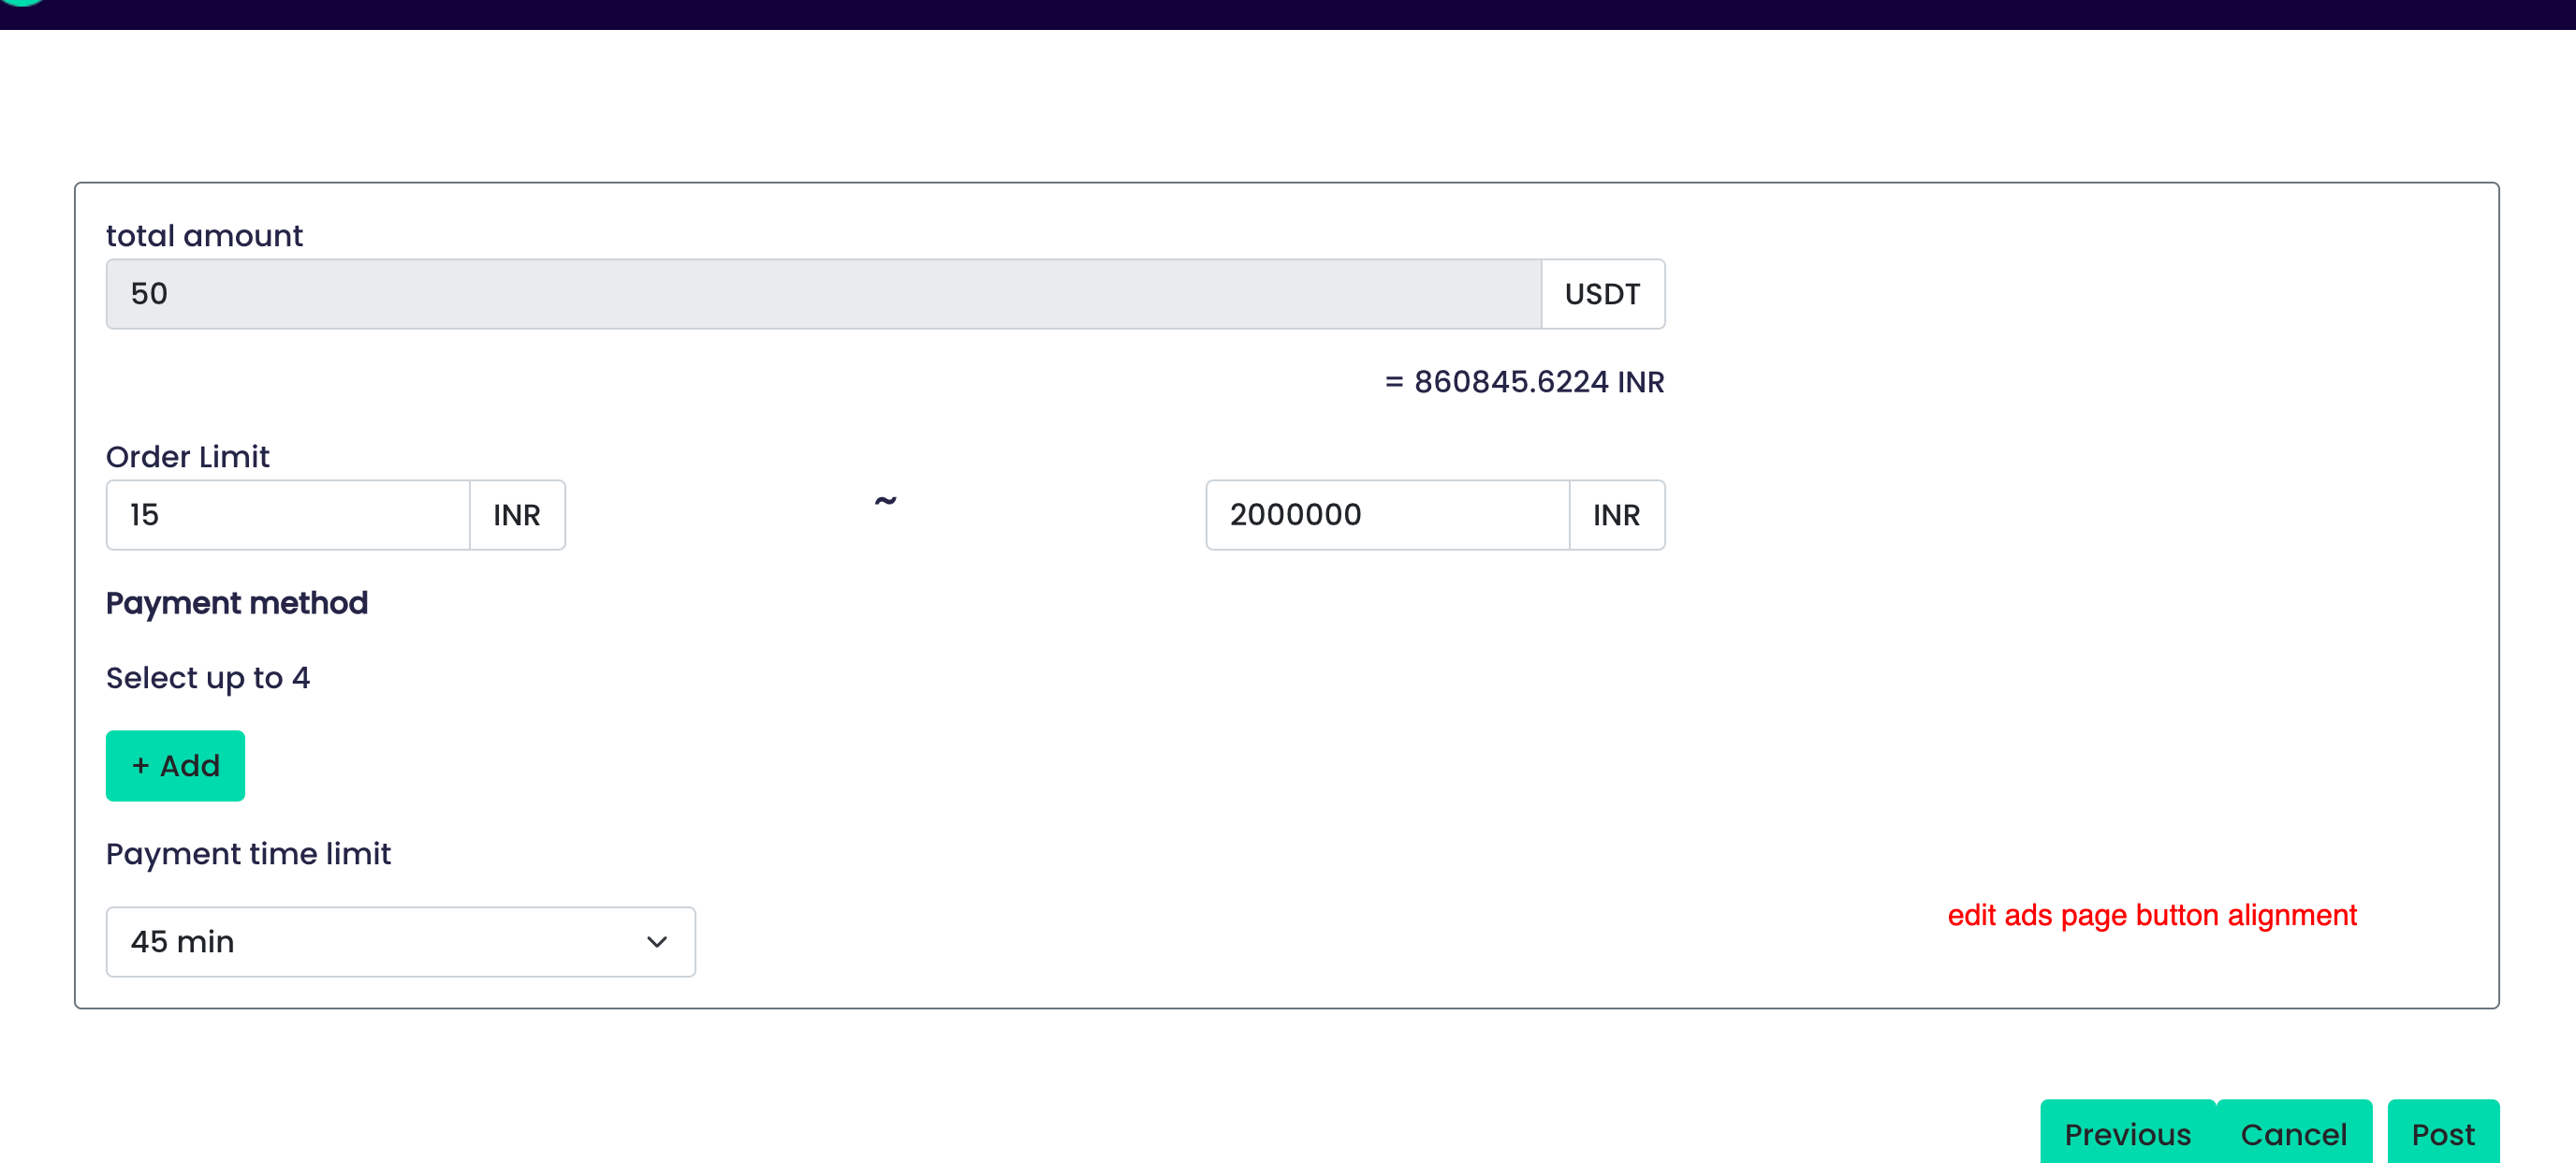 total amount
50 USDT
= 860845.6224 INR
Order Limit
15 INR ~ 2000000 INR
Payment method
Select up to 4
+ Add
Payment time limit
45 min
edit ads page button alignment
Previous Cancel Post